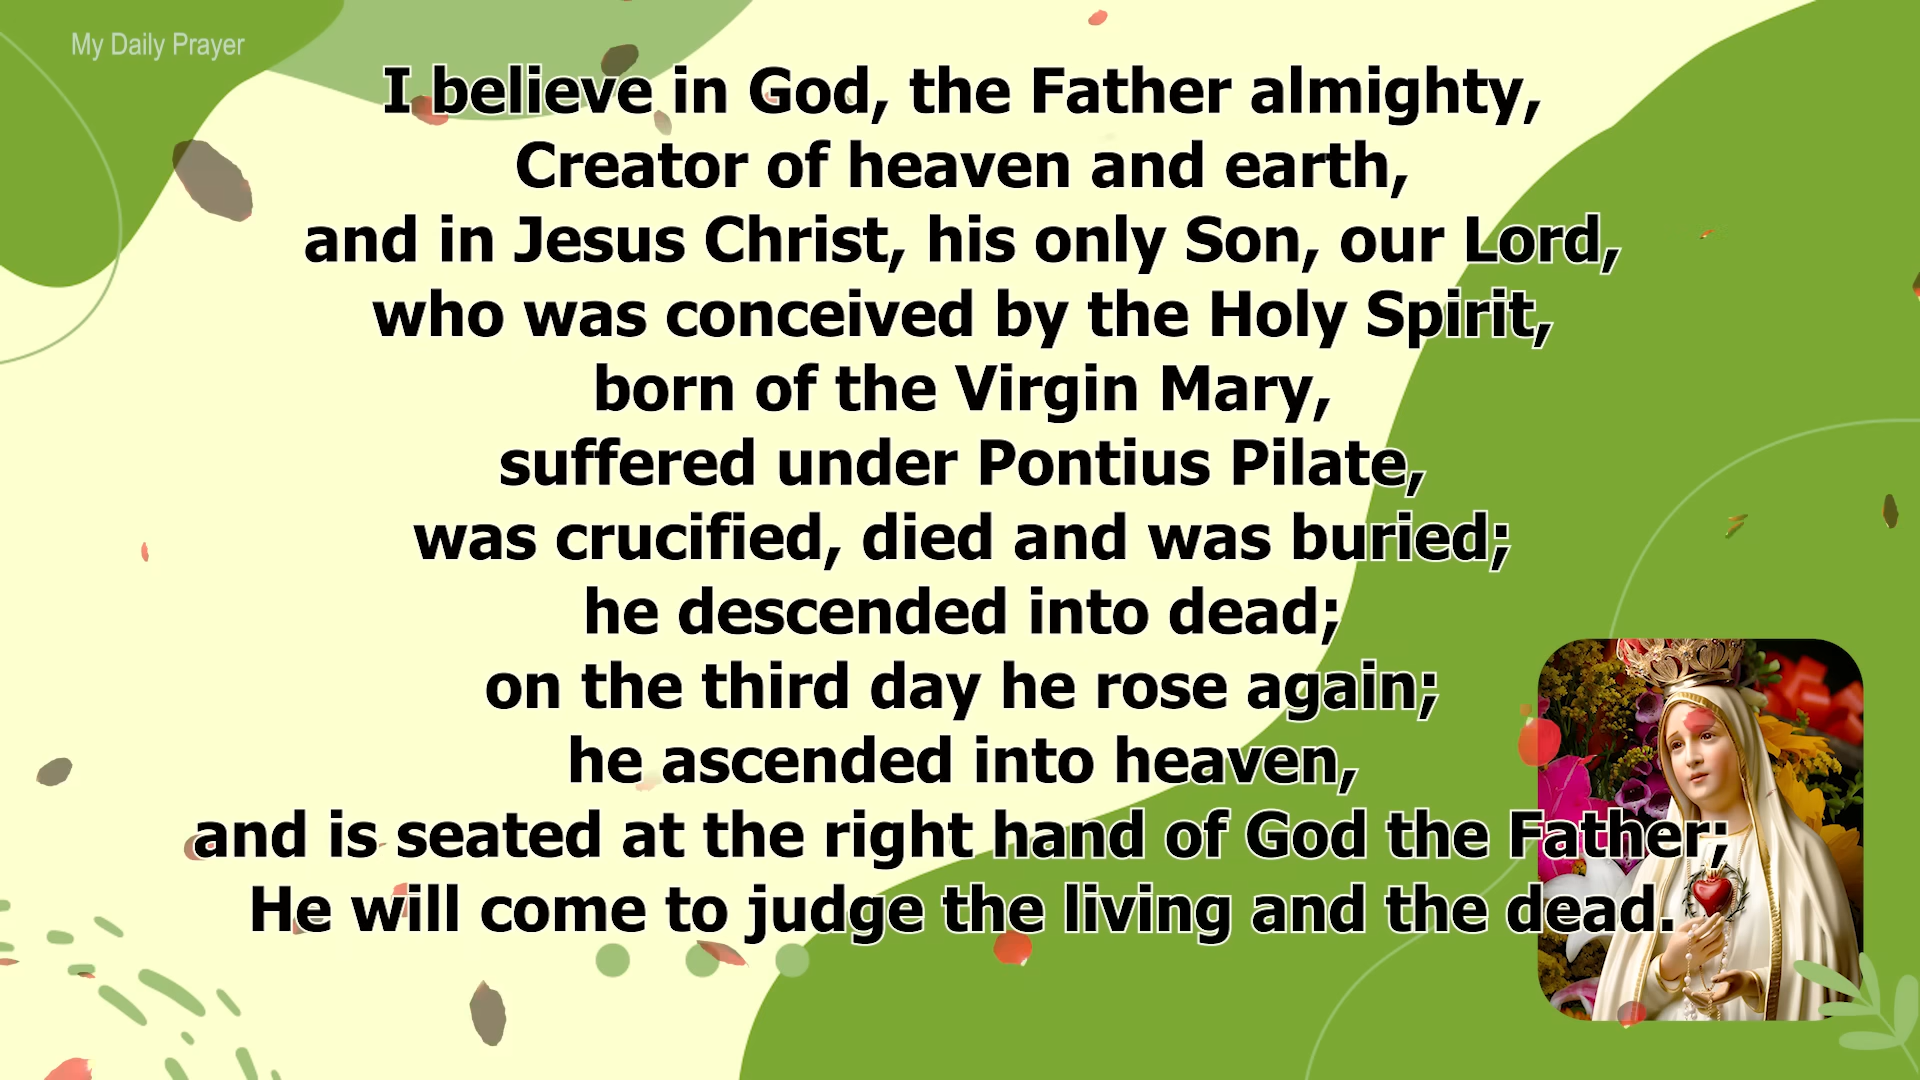 My Daily Prayer
I believe in God, the Father almighty,
Creator of heaven and earth,
and in Jesus Christ, his only Son, our Lord,
who was conceived by the Holy Spirit,
born of the Virgin Mary,
suffered under Pontius Pilate,
was crucified, died and was buried;
he descended into dead;
on the third day he rose again;
he ascended into heaven,
and is seated at the right hand of God the Father;
He will come to judge the living and the dead.